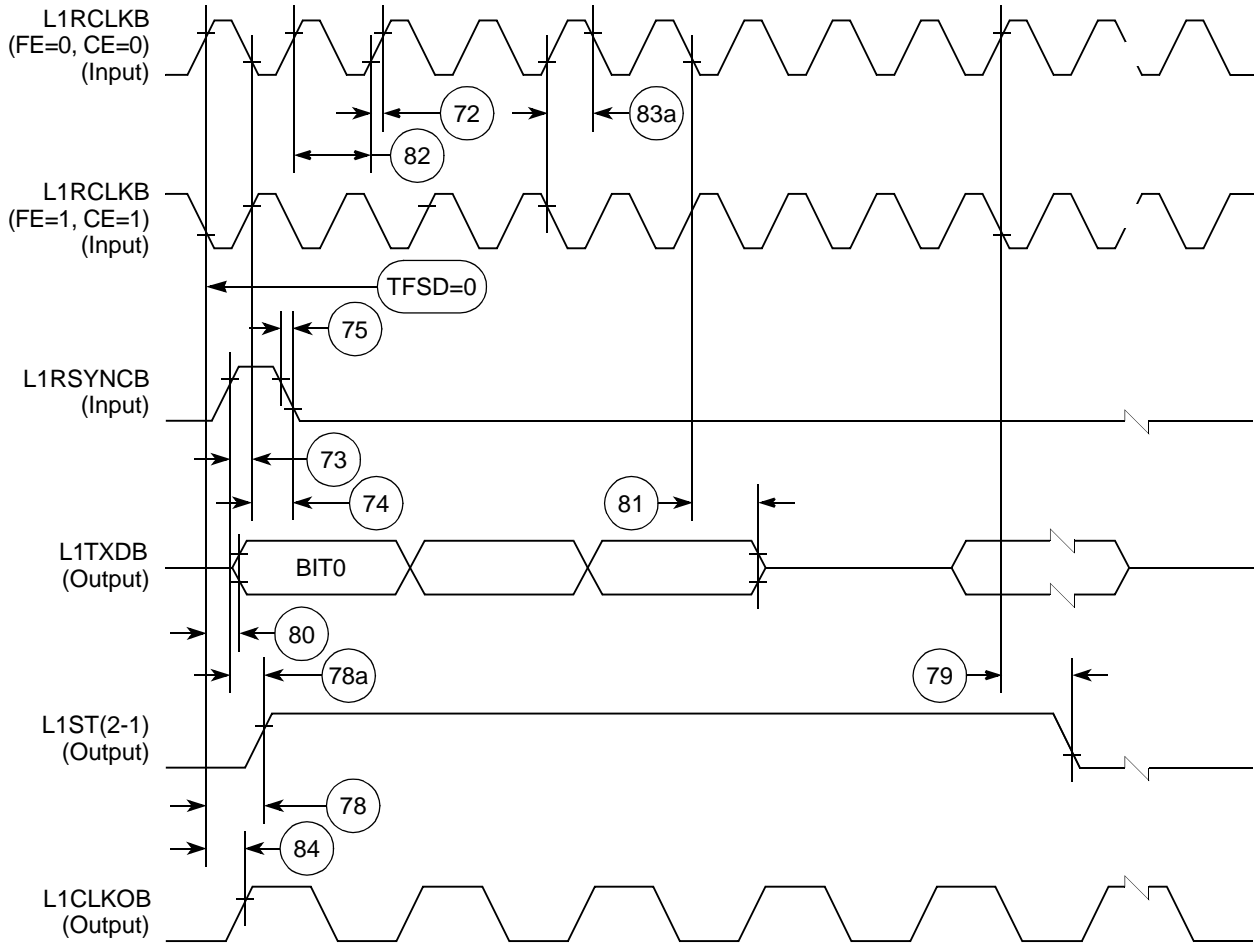 L1RCLKB
(FE=0, CE=0)
(Input)
72
83a
82
L1RCLKB
(FE=1, CE=1)
(Input)
TFSD=0
75
L1RSYNCB
(Input)
73
74
81
L1TXDB
(Output)
BIT0
80
78a
79
L1ST(2-1)
(Output)
78
84
L1CLKOB
(Output)